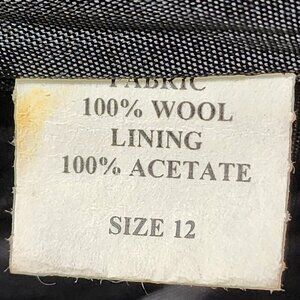 FABRIC
100% WOOL
LINING
100% ACETATE
SIZE 12